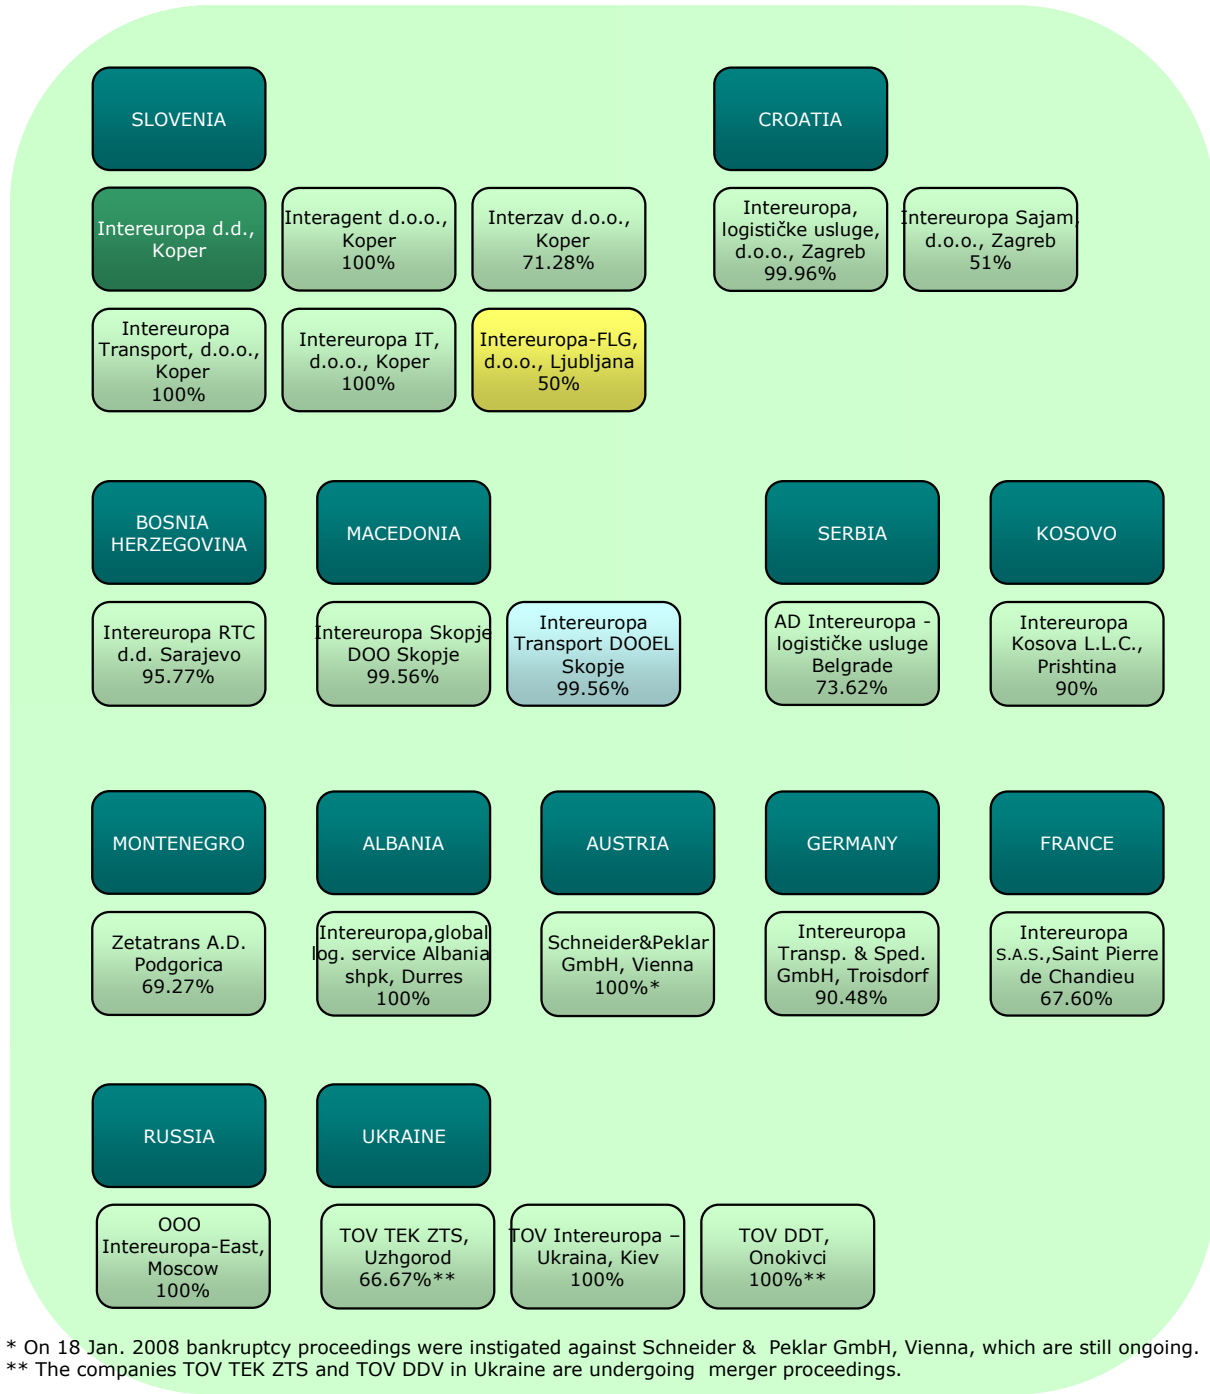 SLOVENIA
CROATIA
Intereuropa d.d.,
Koper
Interagent d.o.o.,
Koper
100%
Interzav d.o.o.,
Koper
71.28%
Intereuropa,
logističke usluge,
d.o.o., Zagreb
99.96%
Intereuropa Sajam,
d.o.o., Zagreb
51%
Intereuropa
Transport, d.o.o.,
Koper
100%
Intereuropa IT,
d.o.o., Koper
100%
Intereuropa-FLG,
d.o.o., Ljubljana
50%
BOSNIA
HERZEGOVINA
MACEDONIA
SERBIA
KOSOVO
Intereuropa RTC
d.d. Sarajevo
95.77%
Intereuropa Skopje
DOO Skopje
99.56%
Intereuropa
Transport DOOEL
Skopje
99.56%
AD Intereuropa -
logističke usluge
Belgrade
73.62%
Intereuropa
Kosova L.L.C.,
Prishtina
90%
MONTENEGRO
ALBANIA
AUSTRIA
GERMANY
FRANCE
Zetatrans A.D.
Podgorica
69.27%
Intereuropa,global
log. service Albania
shpk, Durres
100%
Schneider&Peklar
GmbH, Vienna
100%*
Intereuropa
Transp. & Sped.
GmbH, Troisdorf
90.48%
Intereuropa
S.A.S.,Saint Pierre
de Chandieu
67.60%
RUSSIA
UKRAINE
OOO
Intereuropa-East,
Moscow
100%
TOV TEK ZTS,
Uzhgorod
66.67%**
TOV Intereuropa –
Ukraina, Kiev
100%
TOV DDT,
Onokivci
100%**
* On 18 Jan. 2008 bankruptcy proceedings were instigated against Schneider & Peklar GmbH, Vienna, which are still ongoing.
** The companies TOV TEK ZTS and TOV DDV in Ukraine are undergoing merger proceedings.